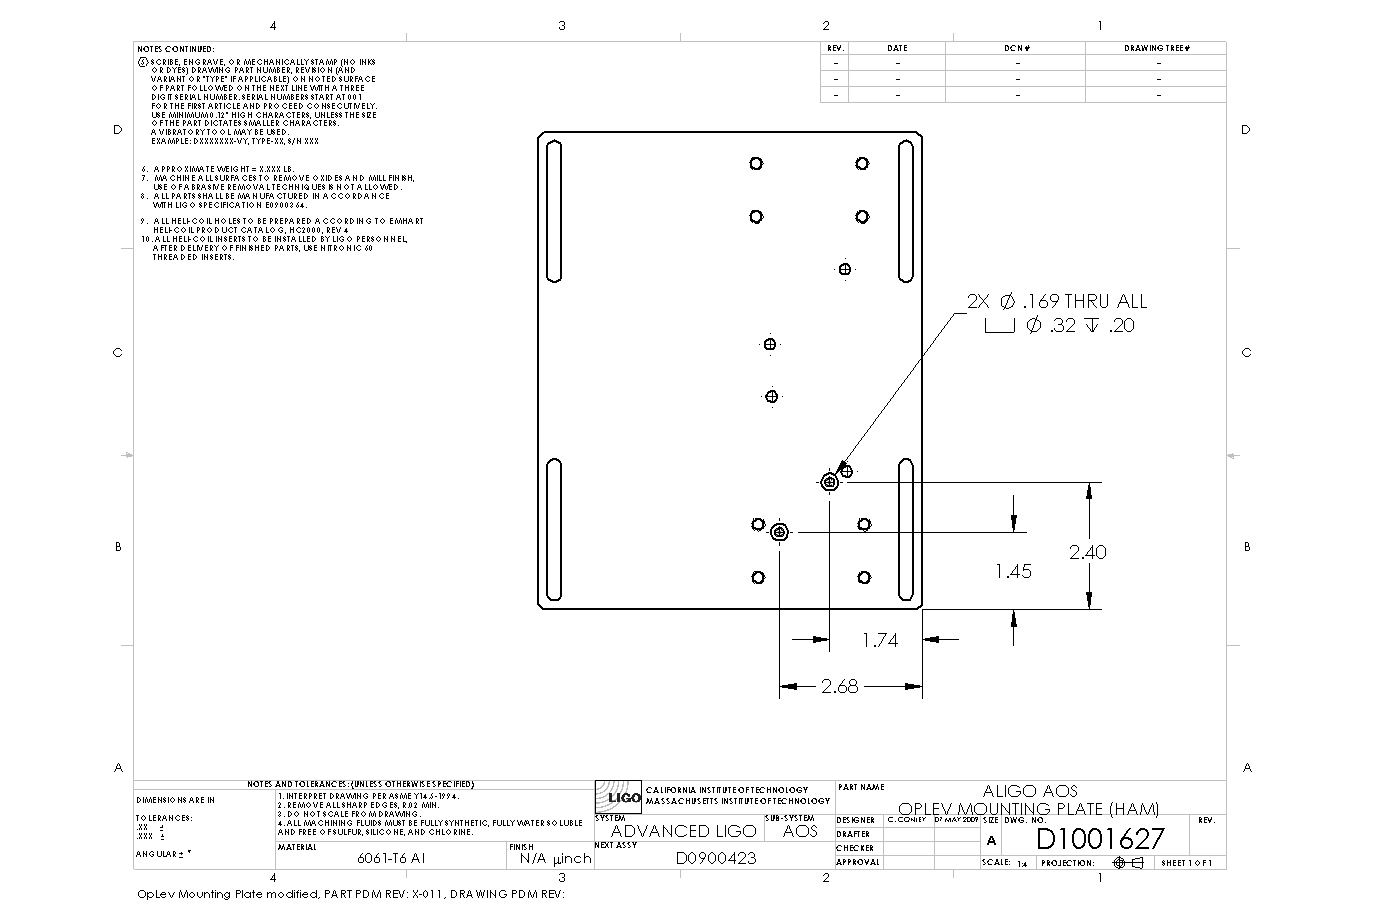 4 3 2 1
NOTES CONTINUED:
5 SCRIBE, ENGRAVE, OR MECHANICALLY STAMP (NO INKS
OR DYES) DRAWING PART NUMBER, REVISION (AND
VARIANT OR "TYPE" IF APPLICABLE) ON NOTED SURFACE
OF PART FOLLOWED ON THE NEXT LINE WITH A THREE
DIGIT SERIAL NUMBER. SERIAL NUMBERS START AT 001
FOR THE FIRST ARTICLE AND PROCEED CONSECUTIVELY.
USE MINIMUM 0.12" HIGH CHARACTERS, UNLESS THE SIZE
OF THE PART DICTATES SMALLER CHARACTERS.
A VIBRATORY TOOL MAY BE USED.
EXAMPLE: DXXXXXXX-VY, TYPE-XX, S/N XXX
6. APPROXIMATE WEIGHT = X.XXX LB.
7. MACHINE ALL SURFACES TO REMOVE OXIDES AND MILL FINISH,
USE OF ABRASIVE REMOVAL TECHNIQUES IS NOT ALLOWED.
8. ALL PARTS SHALL BE MANUFACTURED IN ACCORDANCE
WITH LIGO SPECIFICATION E0900364.
9. ALL HELI-COIL HOLES TO BE PREPARED ACCORDING TO EMHART
HELI-COIL PRODUCT CATALOG, HC2000, REV 4
10. ALL HELI-COIL INSERTS TO BE INSTALLED BY LIGO PERSONNEL,
AFTER DELIVERY OF FINISHED PARTS, USE NITRONIC 60
THREADED INSERTS.
REV. DATE DCN # DRAWING TREE #
- - - -
- - - -
- - - -
D D
C C
B B
A A
2X Ø .169 THRU ALL
⌴ Ø .32 ↧ .20
2.40
1.45
1.74
2.68
NOTES AND TOLERANCES: (UNLESS OTHERWISE SPECIFIED)
DIMENSIONS ARE IN
TOLERANCES:
.XX ±
.XXX ±
ANGULAR ± °
1. INTERPRET DRAWING PER ASME Y14.5-1994.
2. REMOVE ALL SHARP EDGES, R.02 MIN.
3. DO NOT SCALE FROM DRAWING.
4. ALL MACHINING FLUIDS MUST BE FULLY SYNTHETIC, FULLY WATER SOLUBLE
AND FREE OF SULFUR, SILICONE, AND CHLORINE.
MATERIAL
6061-T6 Al
FINISH
N/A µinch
LIGO
CALIFORNIA INSTITUTE OF TECHNOLOGY
MASSACHUSETTS INSTITUTE OF TECHNOLOGY
SYSTEM
ADVANCED LIGO
SUB-SYSTEM
AOS
NEXT ASSY
D0900423
PART NAME
ALIGO AOS
OPLEV MOUNTING PLATE (HAM)
DESIGNER C. CONLEY 07 MAY 2009
DRAFTER
CHECKER
APPROVAL
SIZE
A
DWG. NO.
D1001627
REV.
SCALE: 1:4 PROJECTION: SHEET 1 OF 1
4 3 2 1
OpLev Mounting Plate modified, PART PDM REV: X-011, DRAWING PDM REV: